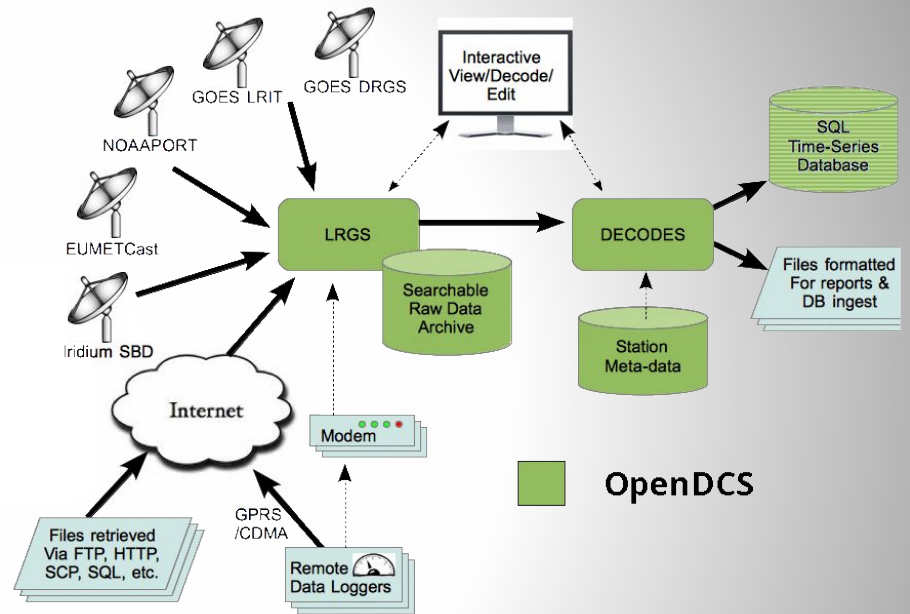 GOES LRIT
GOES DRGS
NOAAPORT
EUMETCast
Iridium SBD
Interactive
View/Decode/
Edit
SQL
Time-Series
Database
LRGS
DECODES
Searchable
Raw Data
Archive
Files formatted
For reports &
DB ingest
Station
Meta-data
Internet
Modem
OpenDCS
GPRS
/CDMA
Files retrieved
Via FTP, HTTP,
SCP, SQL, etc.
Remote
Data Loggers